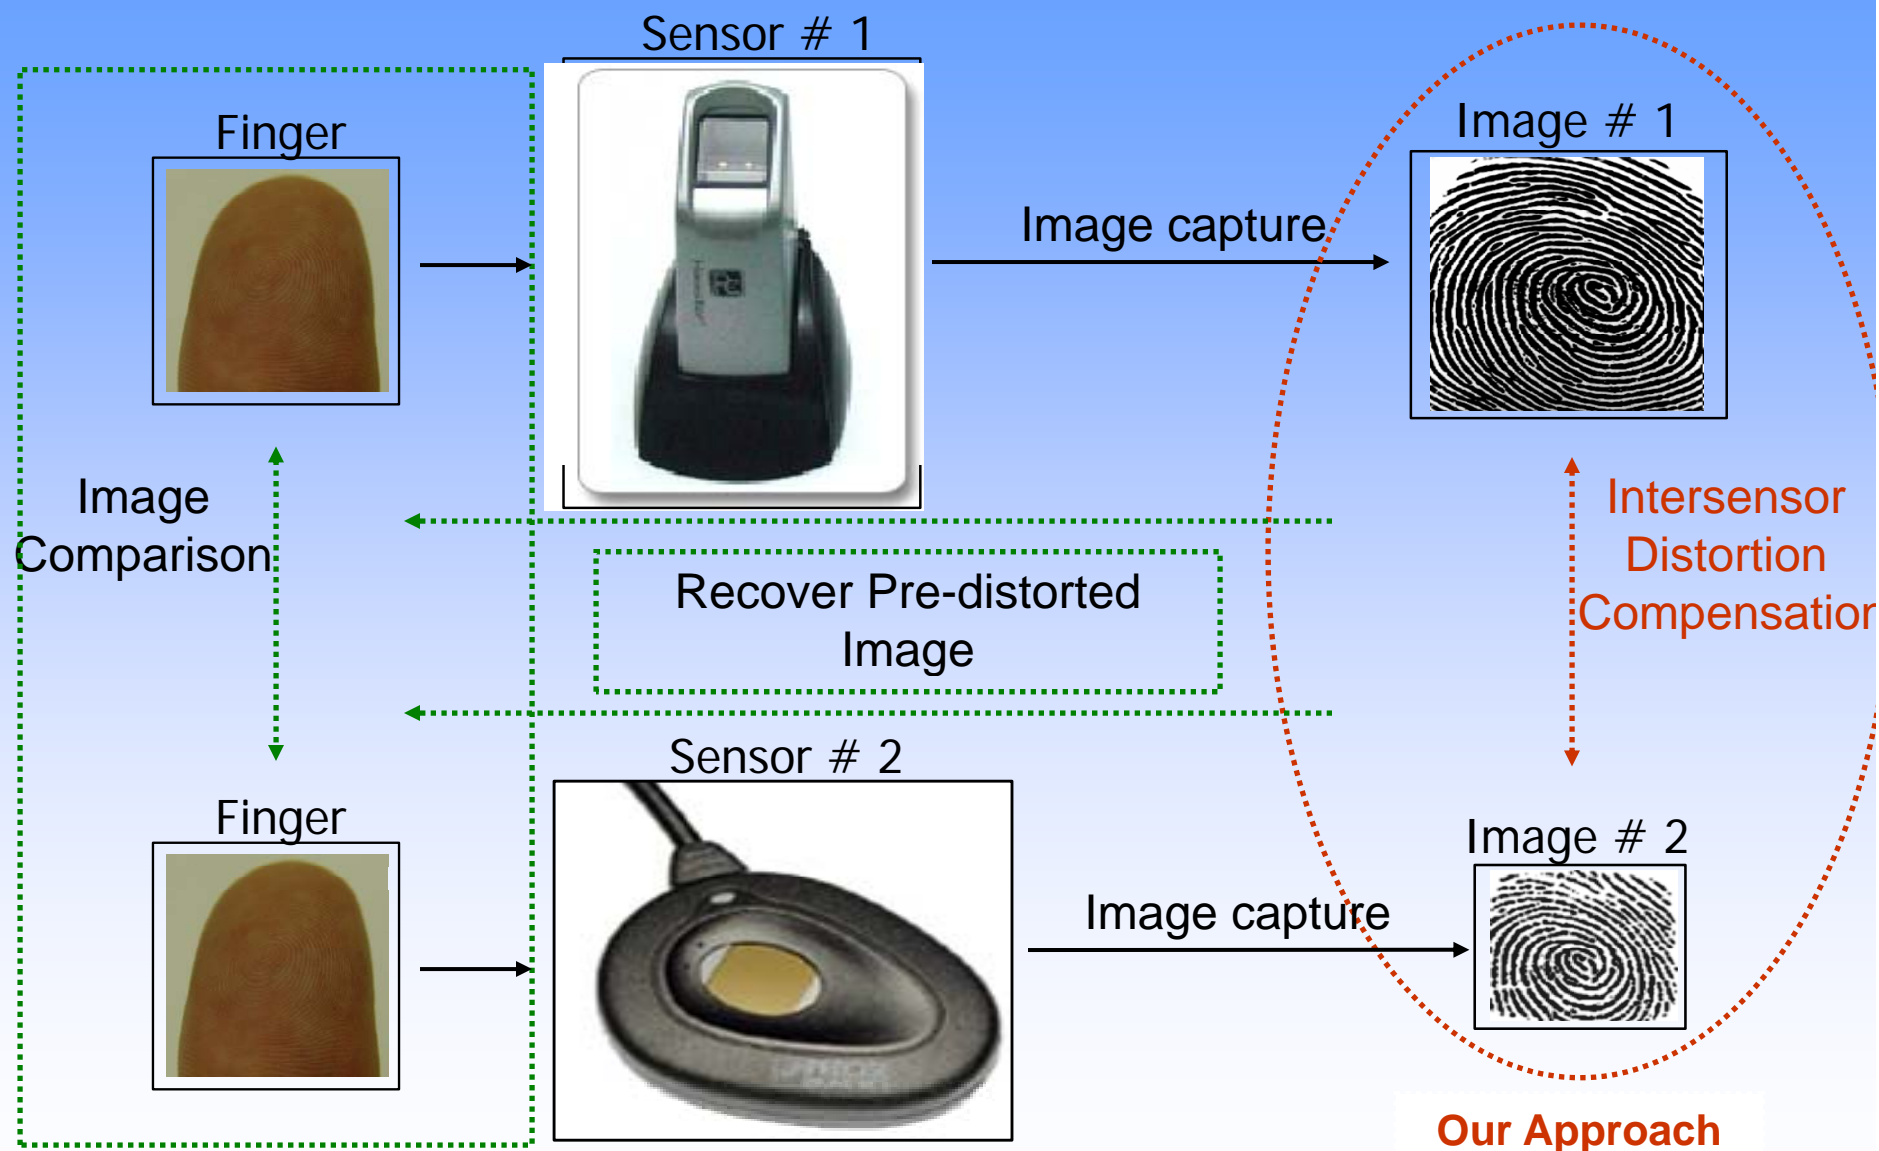 Sensor # 1
Finger
Image # 1
Image capture
Image
Comparison
Intersensor
Distortion
Compensation
Recover Pre-distorted
Image
Sensor # 2
Finger
Image # 2
Image capture
Our Approach